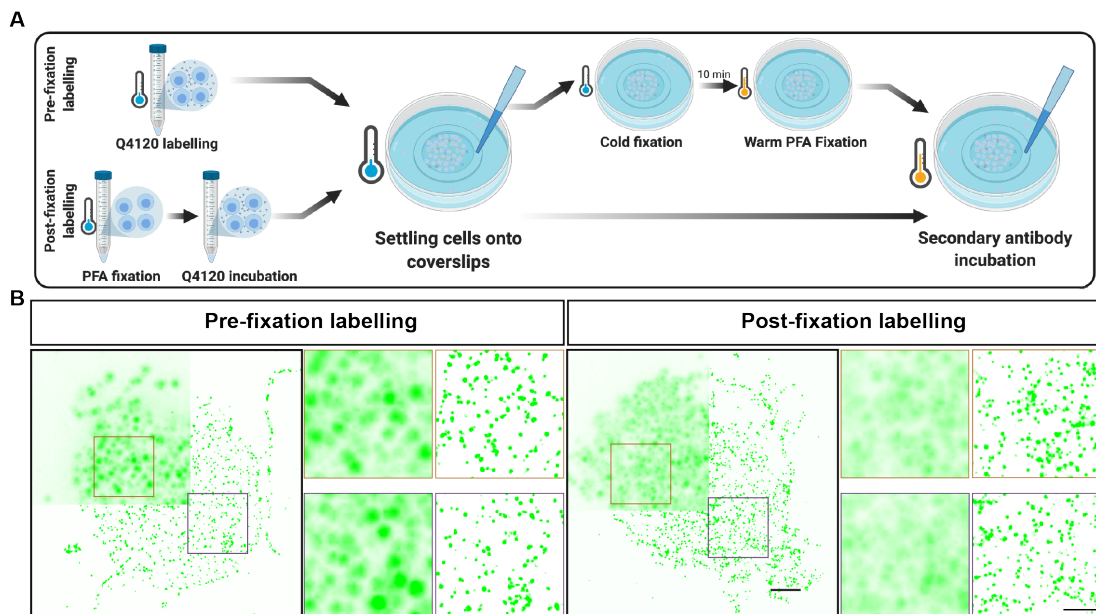 A
Pre-fixation
labelling
Q4120 labelling
10 min
Cold fixation
Warm PFA Fixation
Post-fixation
labelling
PFA fixation
Q4120 incubation
Settling cells onto
coverslips
Secondary antibody
incubation
B
Pre-fixation labelling
Post-fixation labelling